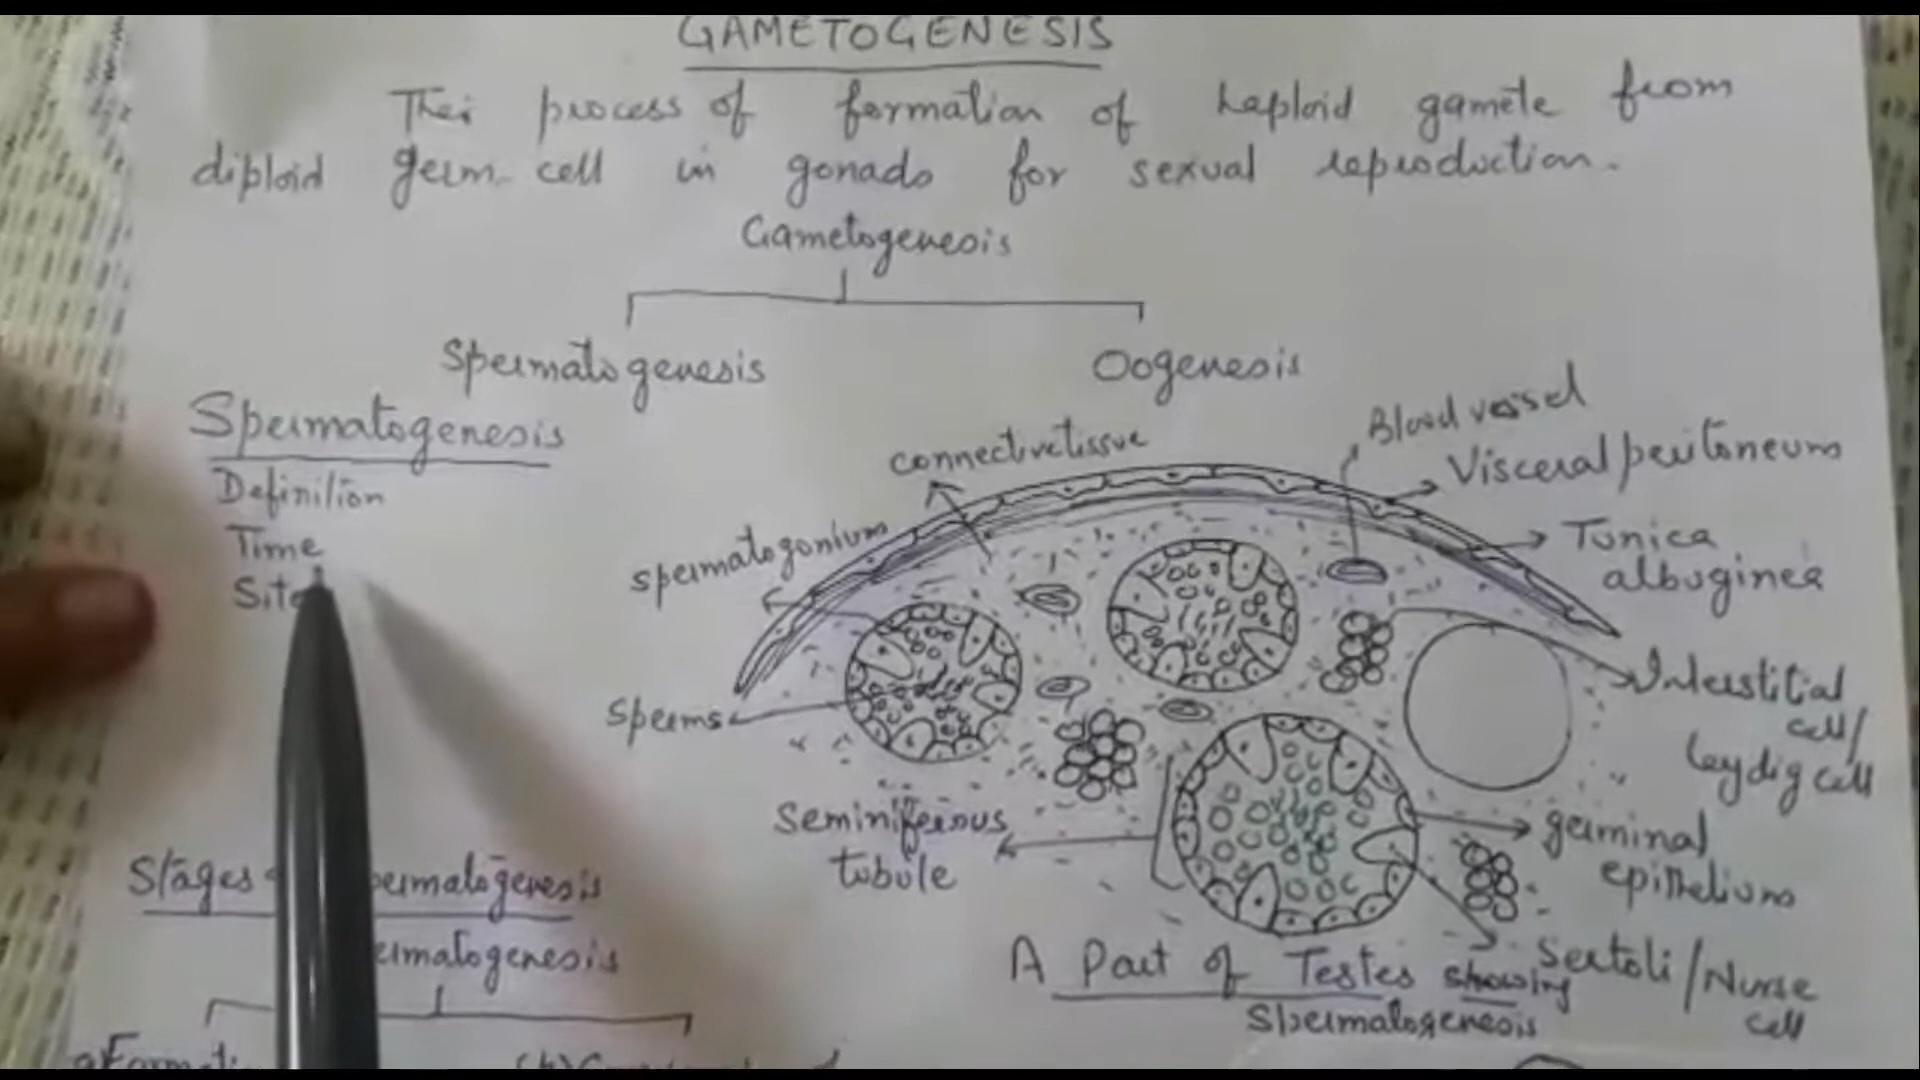 GAMETOGENESIS
The process of formation of haploid gamete from
diploid germ cell in gonads for sexual reproduction.
Gametogenesis
Spermatogenesis
Oogenesis
Spermatogenesis
Definition
Time
Site
connective tissue
Blood vessel
Visceral peritoneum
Tunica
albuginea
spermatogonium
sperms
Interstitial
cell/
Leydig cell
Seminiferous
tubule
germinal
epithelium
Sertoli/Nurse
cell
A Part of Testes showing
Spermatogenesis
Stages